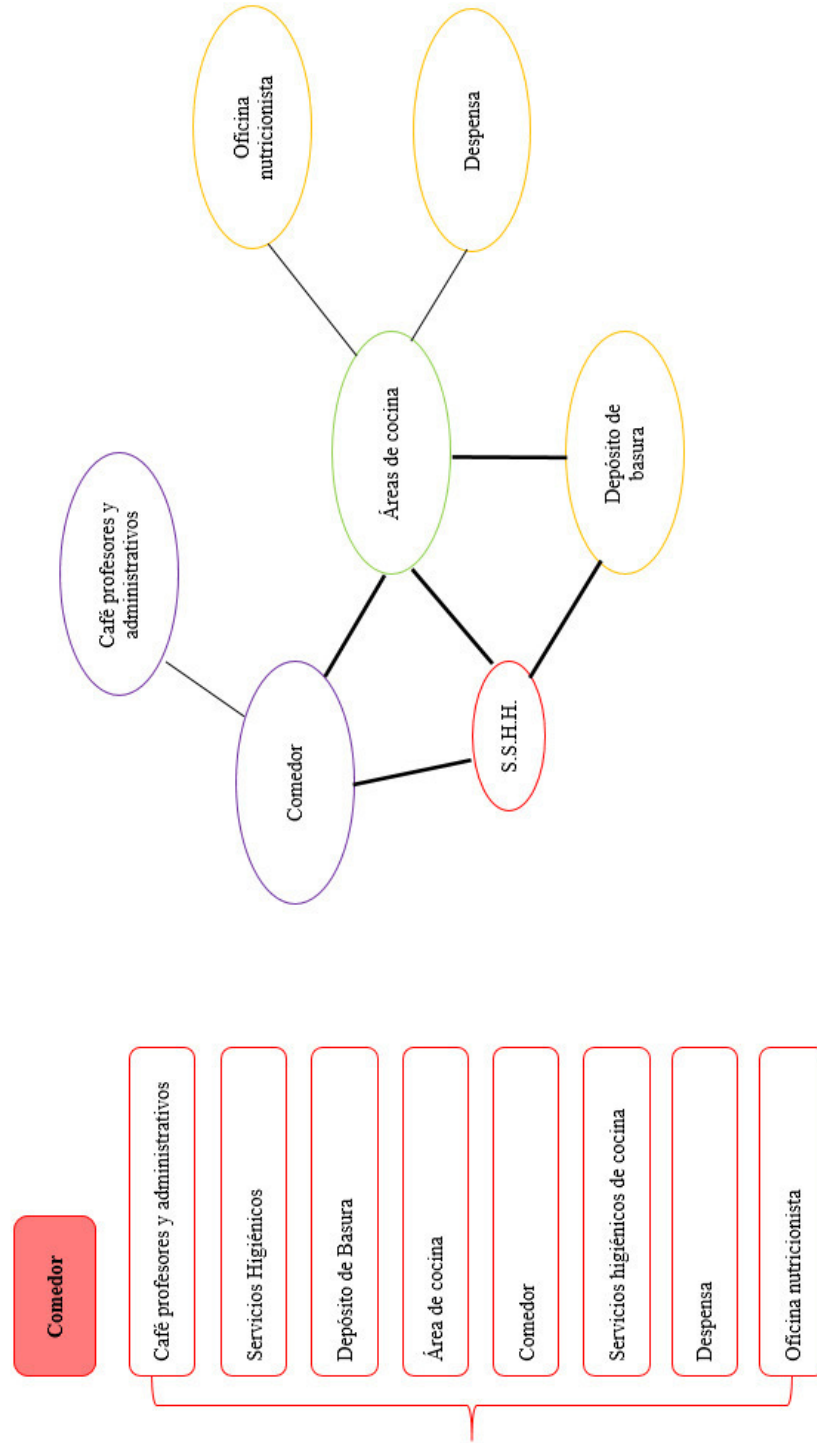 Comedor
Café profesores y administrativos
Servicios Higiénicos
Depósito de Basura
Área de cocina
Comedor
Servicios higiénicos de cocina
Despensa
Oficina nutricionista
Café profesores y
administrativos
Comedor
S.S.H.H.
Áreas de cocina
Depósito de
basura
Oficina
nutricionista
Despensa